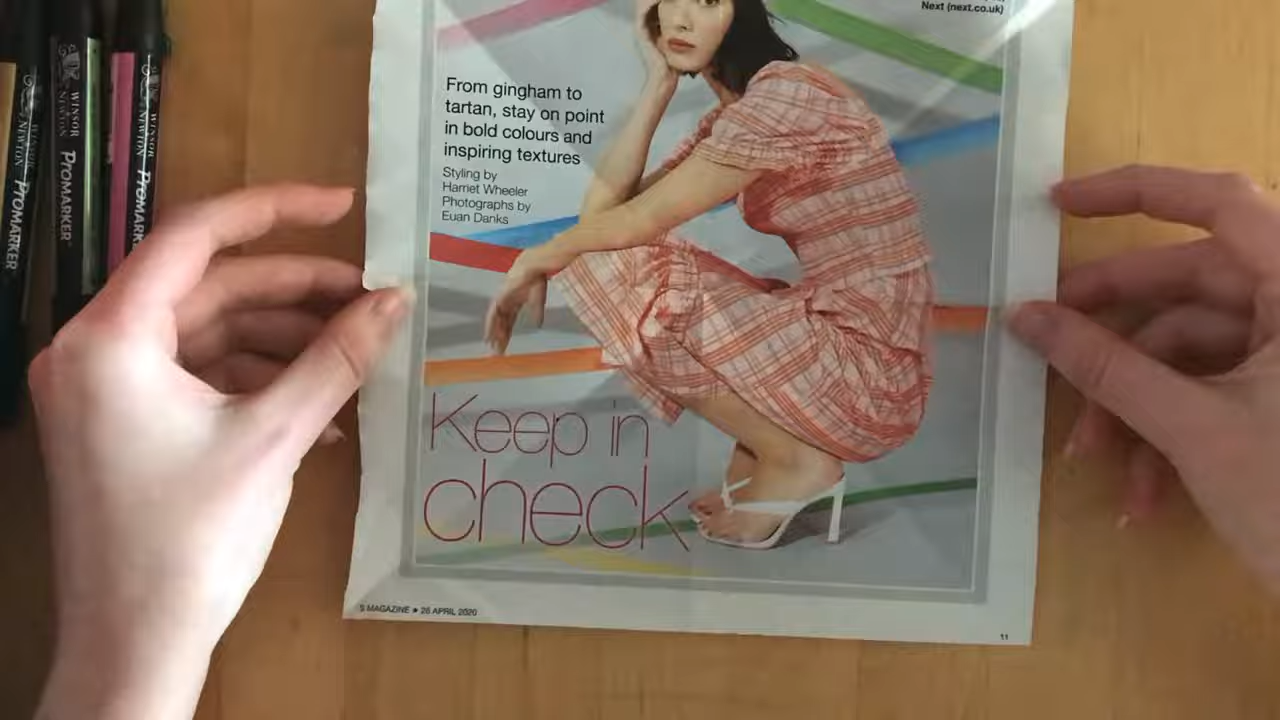 Next (next.co.uk)
From gingham to
tartan, stay on point
in bold colours and
inspiring textures
Styling by
Harriet Wheeler
Photographs by
Euan Danks
Keep in
check
S MAGAZINE ★ 26 APRIL 2020
11
WINSOR
NEWTON
PROMARKER
WINSOR
& NEWTON
PROMARKER
NEWTON
PROMARKER